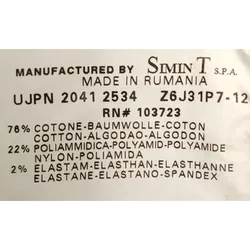 MANUFACTURED BY SIMIN T S.P.A.
MADE IN RUMANIA
UJPN 2041 2534 Z6J31P7-12
RN# 103723
76% COTONE-BAUMWOLLE-COTON
COTTON-ALGODAO-ALGODON
22% POLIAMMIDICA-POLYAMID-POLYAMIDE
NYLON-POLIAMIDA
2% ELASTAM-ELASTHAN-ELASTHANNE
ELASTANE-ELASTANO-SPANDEX